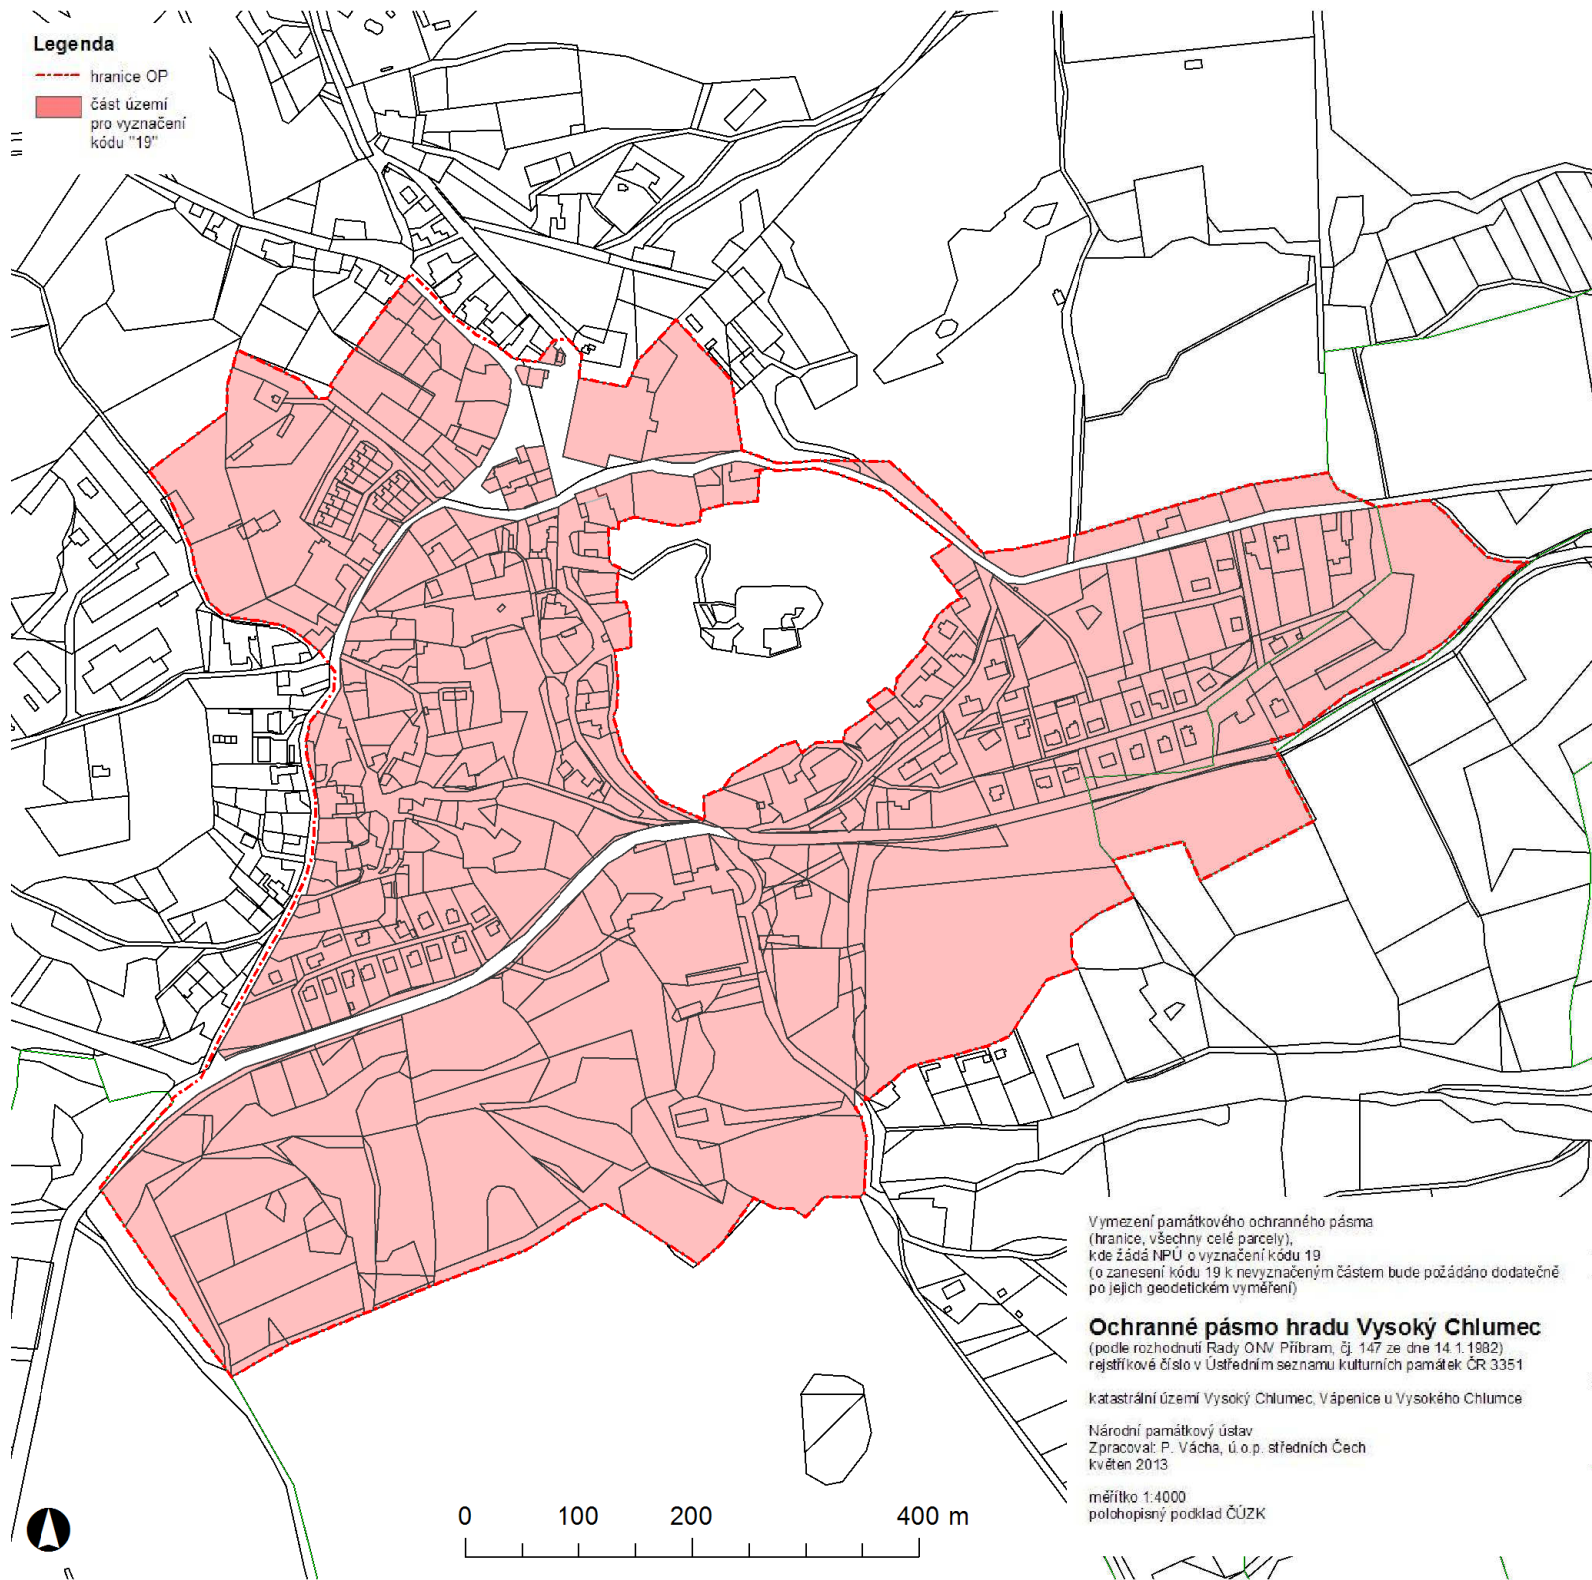 Legenda
hranice OP
část území
pro vyznačení
kódu "19"
Vymezení památkového ochranného pásma
(hranice, všechny celé parcely),
kde žádá NPÚ o vyznačení kódu 19
(o zanesení kódu 19 k nevyznačeným částem bude požádáno dodatečně
po jejich geodetickém vyměření)
Ochranné pásmo hradu Vysoký Chlumec
(podle rozhodnutí Rady ONV Příbram, čj. 147 ze dne 14.1.1982)
rejstříkové číslo v Ústředním seznamu kulturních památek ČR 3351
katastrální území Vysoký Chlumec, Vápenice u Vysokého Chlumce
Národní památkový ústav
Zpracoval: P. Vácha, ú.o.p. středních Čech
květen 2013
měřítko 1:4000
polohopisný podklad ČÚZK
0 100 200 400 m